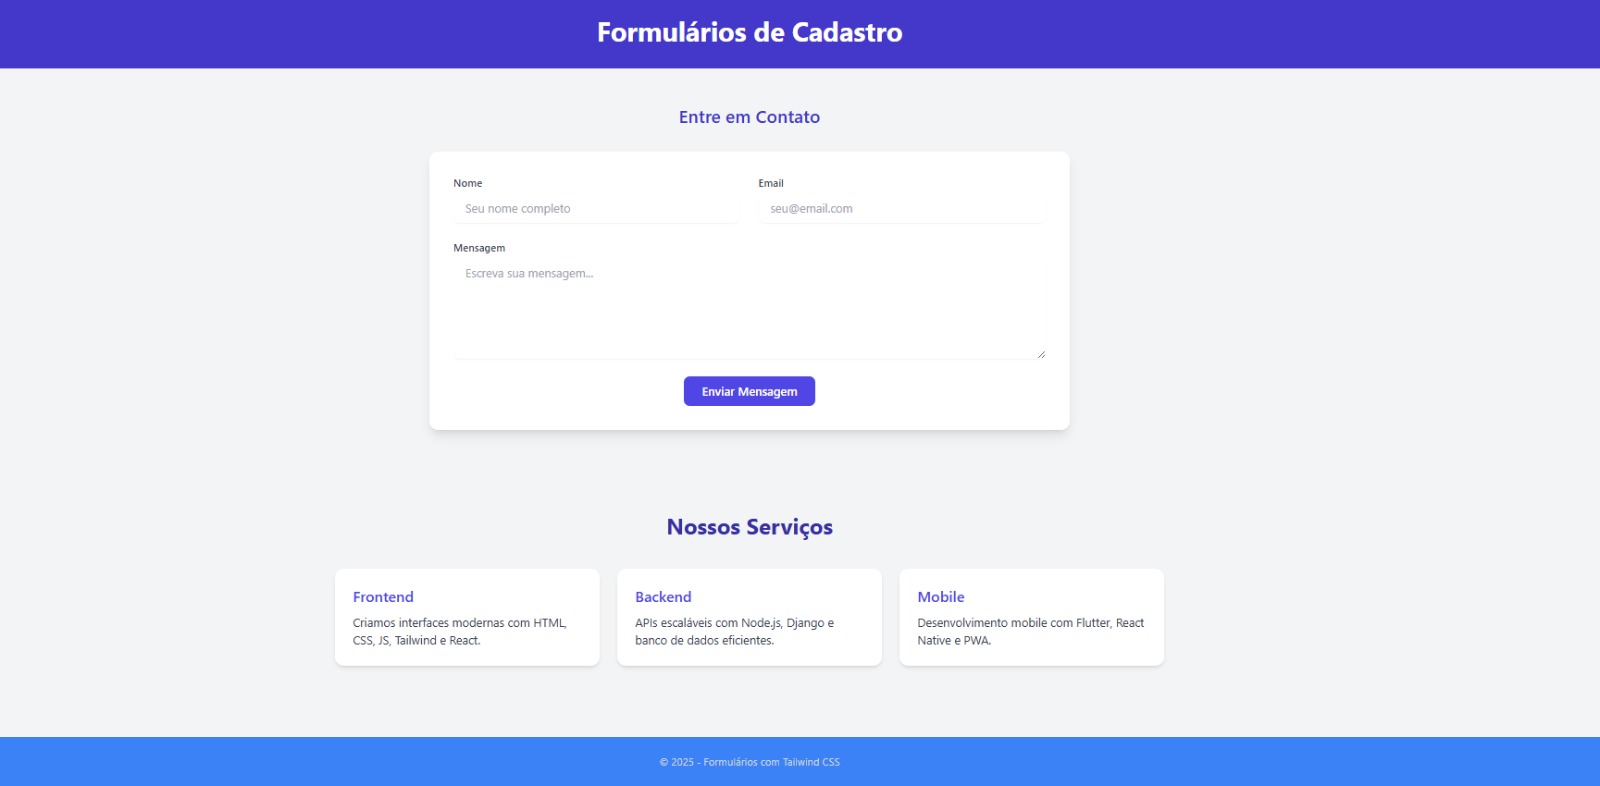 Formulários de Cadastro
Entre em Contato
Nome
Email
Seu nome completo
seu@email.com
Mensagem
Escreva sua mensagem...
Enviar Mensagem
Nossos Serviços
Frontend
Criamos interfaces modernas com HTML,
CSS, JS, Tailwind e React.
Backend
APIs escaláveis com Node.js, Django e
banco de dados eficientes.
Mobile
Desenvolvimento mobile com Flutter, React
Native e PWA.
© 2025 - Formulários com Tailwind CSS